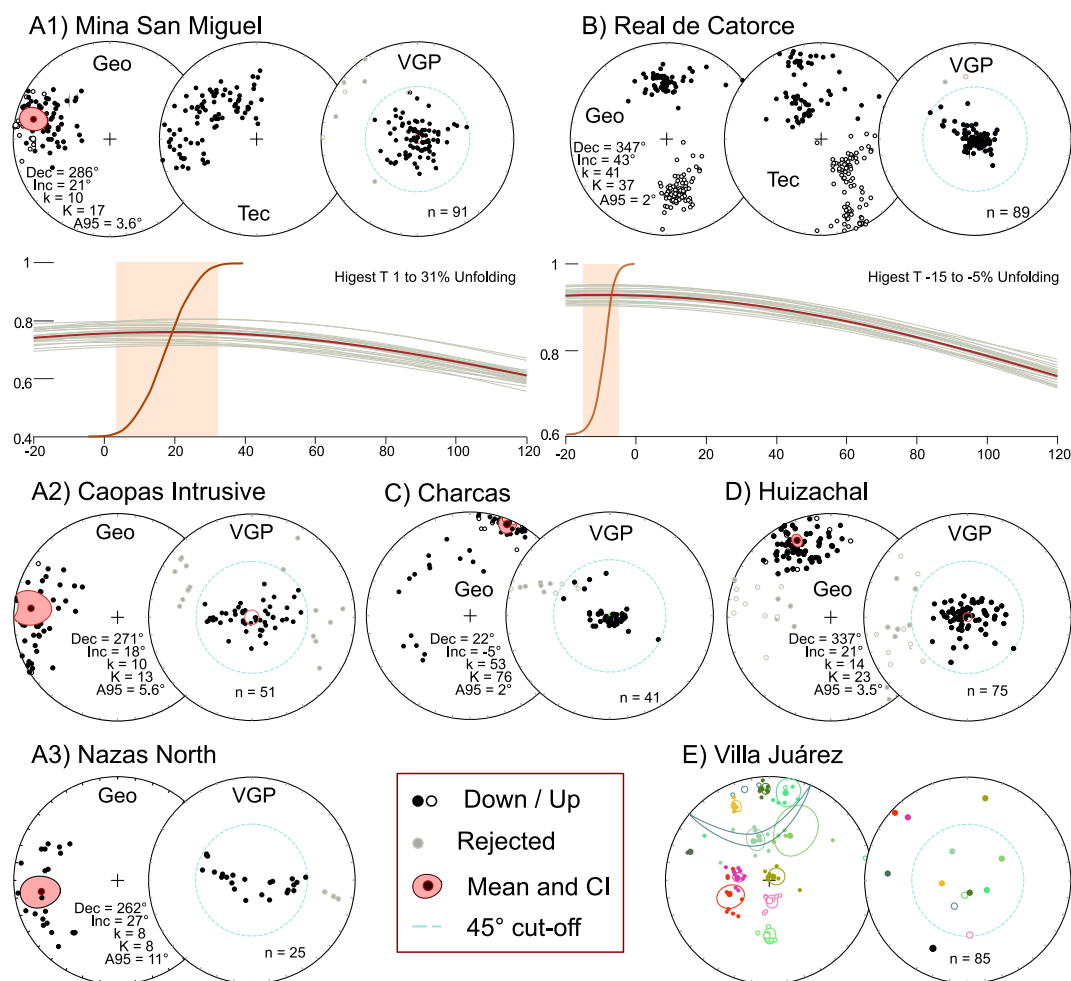 A1) Mina San Miguel
Geo
VGP
Dec = 286°
Inc = 21°
k = 10
K = 17
A95 = 3.6°
Tec
n = 91
B) Real de Catorce
Geo
VGP
Dec = 347°
Inc = 43°
k = 41
K = 37
A95 = 2°
Tec
n = 89
1
0.8
0.6
0.4
Higest T 1 to 31% Unfolding
-20 0 20 40 60 80 100 120
1
0.8
0.6
Higest T -15 to -5% Unfolding
-20 0 20 40 60 80 100 120
A2) Caopas Intrusive
Geo
VGP
Dec = 271°
Inc = 18°
k = 10
K = 13
A95 = 5.6°
n = 51
C) Charcas
VGP
Geo
Dec = 22°
Inc = -5°
k = 53
K = 76
A95 = 2°
n = 41
D) Huizachal
VGP
Geo
Dec = 337°
Inc = 21°
k = 14
K = 23
A95 = 3.5°
n = 75
A3) Nazas North
Geo
VGP
Dec = 262°
Inc = 27°
k = 8
K = 8
A95 = 11°
n = 25
Down / Up
Rejected
Mean and CI
45° cut-off
E) Villa Juárez
n = 85